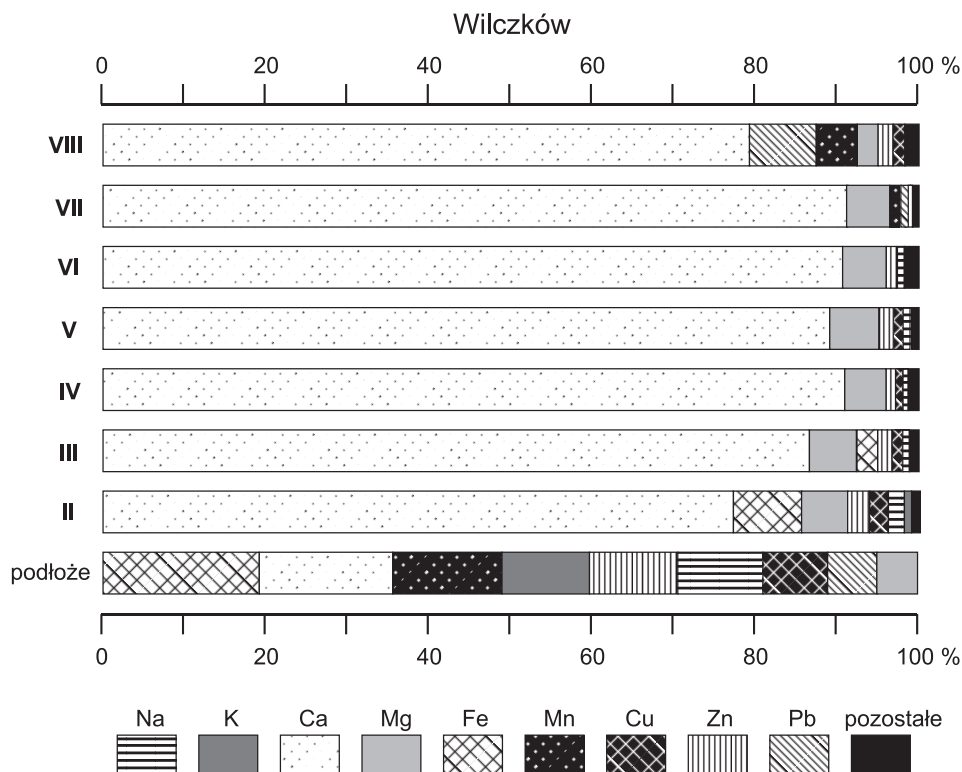 Wilczków
0 20 40 60 80 100 %
VIII
VII
VI
V
IV
III
II
podłoże
0 20 40 60 80 100 %
Na K Ca Mg Fe Mn Cu Zn Pb pozostałe